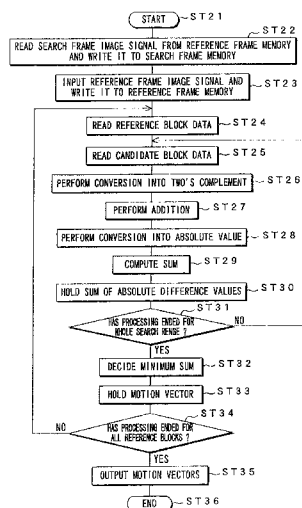 START
ST21
ST22
READ SEARCH FRAME IMAGE SIGNAL FROM REFERENCE FRAME MEMORY
AND WRITE IT TO SEARCH FRAME MEMORY
ST23
INPUT REFERENCE FRAME IMAGE SIGNAL AND
WRITE IT TO REFERENCE FRAME MEMORY
READ REFERENCE BLOCK DATA
ST24
READ CANDIDATE BLOCK DATA
ST25
PERFORM CONVERSION INTO TWO'S COMPLEMENT
ST26
PERFORM ADDITION
ST27
PERFORM CONVERSION INTO ABSOLUTE VALUE
ST28
COMPUTE SUM
ST29
HOLD SUM OF ABSOLUTE DIFFERENCE VALUES
ST30
ST31
HAS PROCESSING ENDED FOR
WHOLE SEARCH RENGE ?
NO
YES
DECIDE MINIMUM SUM
ST32
HOLD MOTION VECTOR
ST33
ST34
NO
HAS PROCESSING ENDED FOR
ALL REFERENCE BLOCKS ?
YES
OUTPUT MOTION VECTORS
ST35
END
ST36